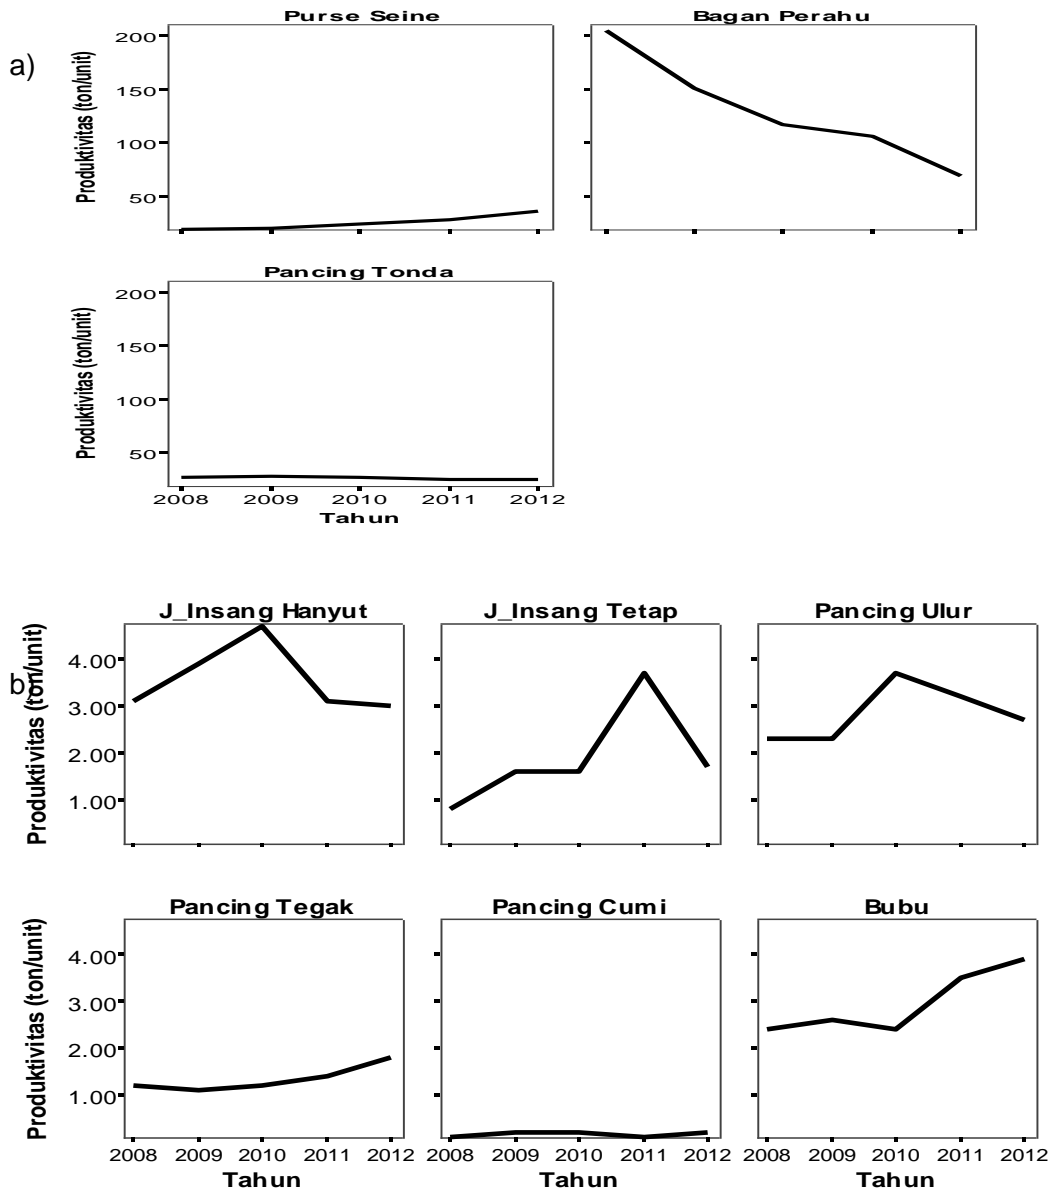 Purse Seine
Bagan Perahu
a)
Produktivitas (ton/unit)
200
150
100
50
Pancing Tonda
Produktivitas (ton/unit)
200
150
100
50
2008 2009 2010 2011 2012
Tahun
J_Insang Hanyut
J_Insang Tetap
Pancing Ulur
b)
Produktivitas (ton/unit)
4.00
3.00
2.00
1.00
Pancing Tegak
Pancing Cumi
Bubu
Produktivitas (ton/unit)
4.00
3.00
2.00
1.00
2008 2009 2010 2011 2012
2008 2009 2010 2011 2012
2008 2009 2010 2011 2012
Tahun
Tahun
Tahun